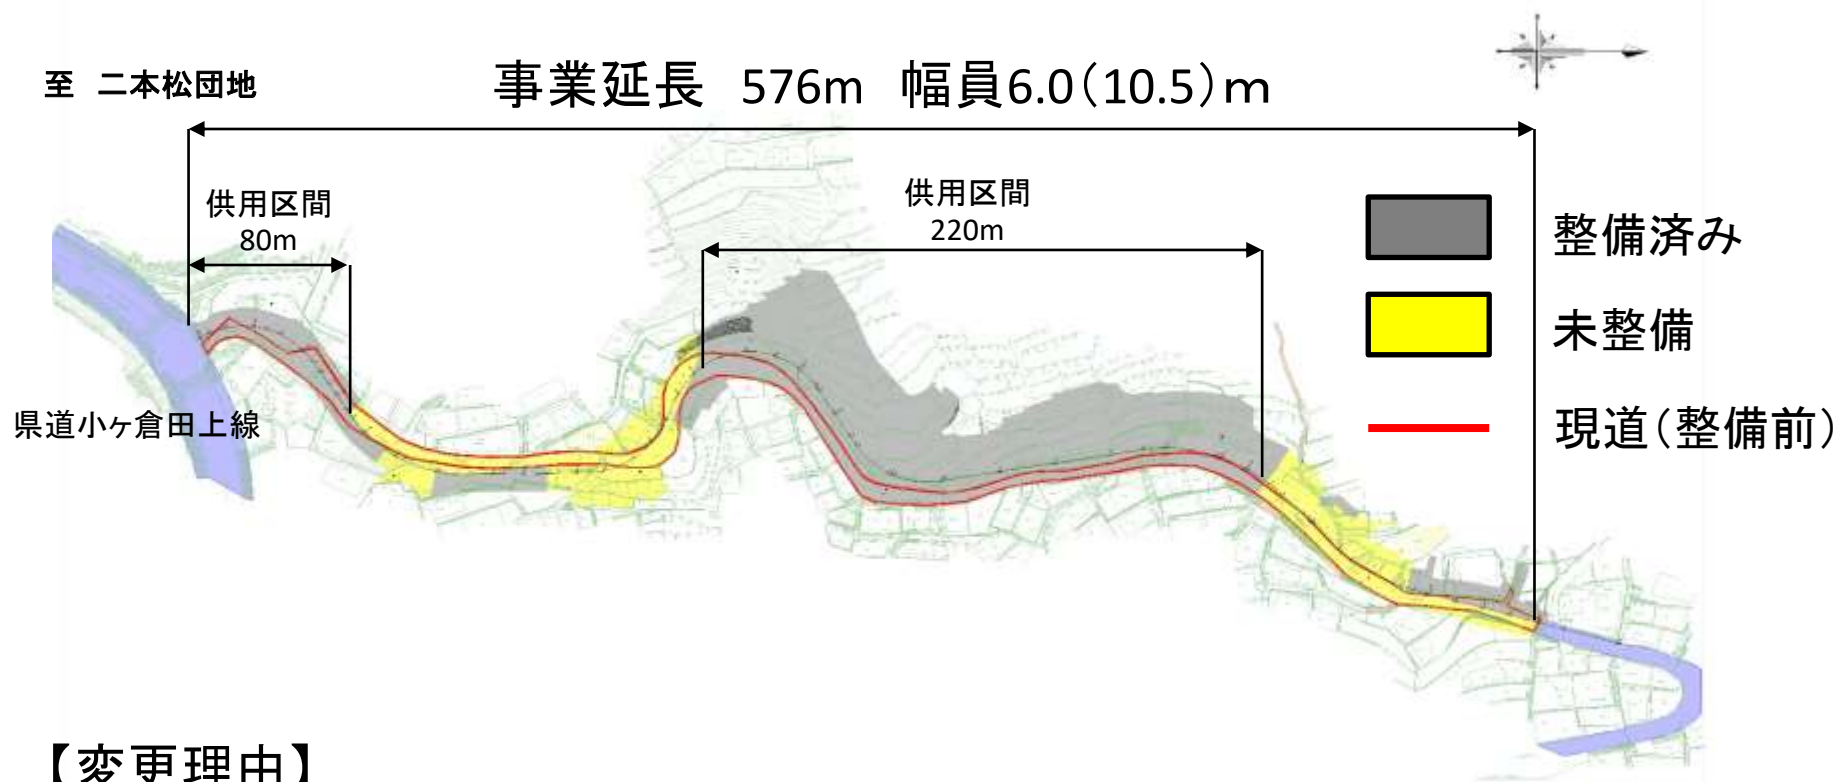 至 二本松団地
事業延長 576m 幅員6.0(10.5)m
供用区間
80m
供用区間
220m
整備済み
未整備
現道(整備前)
県道小ヶ倉田上線
【変更理由】